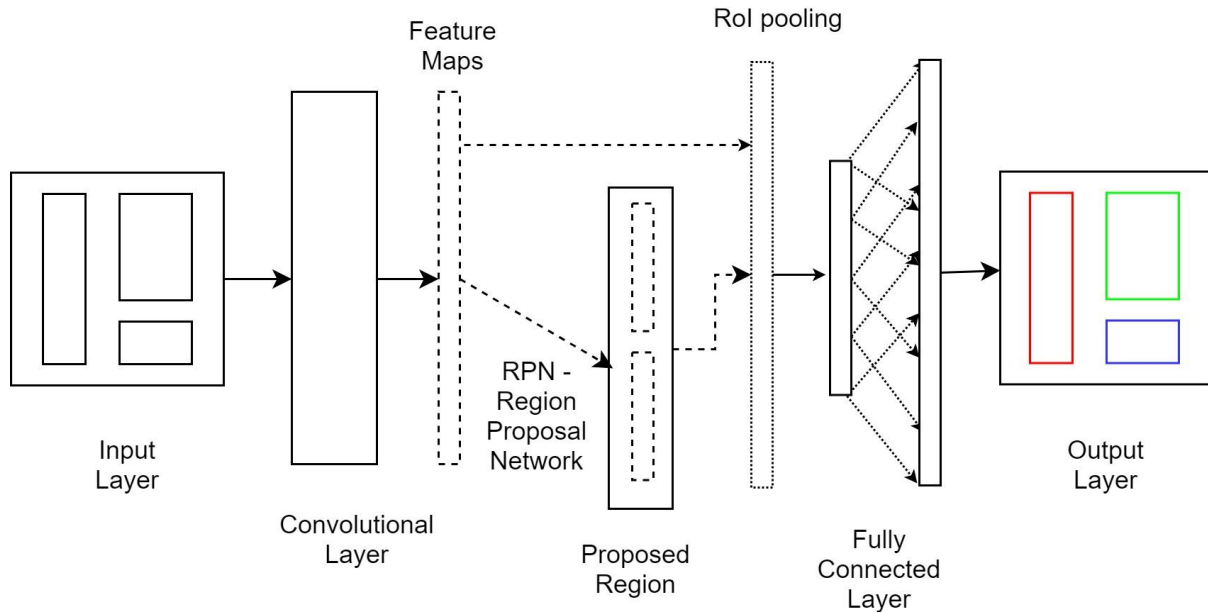 Feature
Maps
RoI pooling
Input
Layer
Convolutional
Layer
RPN -
Region
Proposal
Network
Proposed
Region
Fully
Connected
Layer
Output
Layer